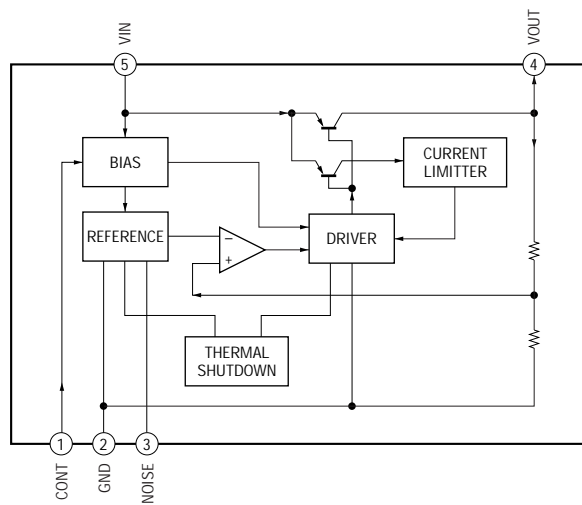 VIN
VOUT
5
4
BIAS
CURRENT
LIMITTER
REFERENCE
−
+
DRIVER
THERMAL
SHUTDOWN
1
2
3
CONT
GND
NOISE